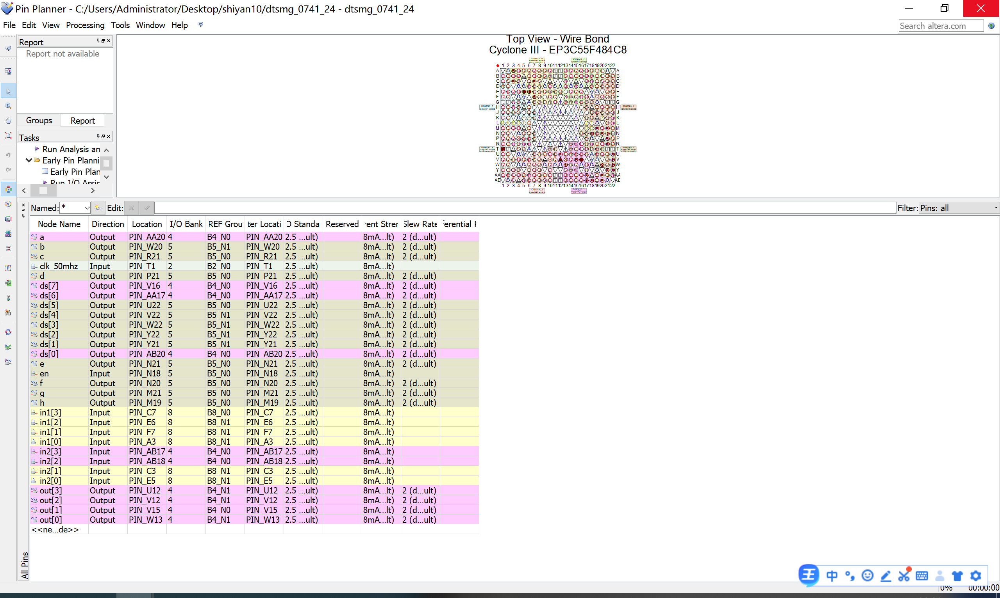 Pin Planner - C:/Users/Administrator/Desktop/shiyan10/dtsmg_0741_24 - dtsmg_0741_24
File Edit View Processing Tools Window Help
Search altera.com
Report
Report not available
Groups Report
Tasks
Run Analysis an
Early Pin Planni
Early Pin Plan
Run I/O Assig
Top View - Wire Bond
Cyclone III - EP3C55F484C8
Named: * Edit: Filter: Pins: all
Node Name Direction Location I/O Bank REF Grou ter Locati O Standa Reserved rent Strer Slew Rate ferential P
a Output PIN_AA20 4 B4_N0 PIN_AA20 2.5 ...ult) 8mA...lt) 2 (d...ult)
b Output PIN_W20 5 B5_N1 PIN_W20 2.5 ...ult) 8mA...lt) 2 (d...ult)
c Output PIN_R21 5 B5_N0 PIN_R21 2.5 ...ult) 8mA...lt) 2 (d...ult)
clk_50mhz Input PIN_T1 2 B2_N0 PIN_T1 2.5 ...ult) 8mA...lt)
d Output PIN_P21 5 B5_N0 PIN_P21 2.5 ...ult) 8mA...lt) 2 (d...ult)
ds[7] Output PIN_V16 4 B4_N0 PIN_V16 2.5 ...ult) 8mA...lt) 2 (d...ult)
ds[6] Output PIN_AA17 4 B4_N0 PIN_AA17 2.5 ...ult) 8mA...lt) 2 (d...ult)
ds[5] Output PIN_U22 5 B5_N0 PIN_U22 2.5 ...ult) 8mA...lt) 2 (d...ult)
ds[4] Output PIN_V22 5 B5_N1 PIN_V22 2.5 ...ult) 8mA...lt) 2 (d...ult)
ds[3] Output PIN_W22 5 B5_N1 PIN_W22 2.5 ...ult) 8mA...lt) 2 (d...ult)
ds[2] Output PIN_Y22 5 B5_N1 PIN_Y22 2.5 ...ult) 8mA...lt) 2 (d...ult)
ds[1] Output PIN_Y21 5 B5_N1 PIN_Y21 2.5 ...ult) 8mA...lt) 2 (d...ult)
ds[0] Output PIN_AB20 4 B4_N0 PIN_AB20 2.5 ...ult) 8mA...lt) 2 (d...ult)
e Output PIN_N21 5 B5_N0 PIN_N21 2.5 ...ult) 8mA...lt) 2 (d...ult)
en Input PIN_N18 5 B5_N0 PIN_N18 2.5 ...ult) 8mA...lt)
f Output PIN_N20 5 B5_N0 PIN_N20 2.5 ...ult) 8mA...lt) 2 (d...ult)
g Output PIN_M21 5 B5_N0 PIN_M21 2.5 ...ult) 8mA...lt) 2 (d...ult)
h Output PIN_M19 5 B5_N0 PIN_M19 2.5 ...ult) 8mA...lt) 2 (d...ult)
in1[3] Input PIN_C7 8 B8_N0 PIN_C7 2.5 ...ult) 8mA...lt)
in1[2] Input PIN_E6 8 B8_N1 PIN_E6 2.5 ...ult) 8mA...lt)
in1[1] Input PIN_F7 8 B8_N1 PIN_F7 2.5 ...ult) 8mA...lt)
in1[0] Input PIN_A3 8 B8_N1 PIN_A3 2.5 ...ult) 8mA...lt)
in2[3] Input PIN_AB17 4 B4_N0 PIN_AB17 2.5 ...ult) 8mA...lt)
in2[2] Input PIN_AB18 4 B4_N0 PIN_AB18 2.5 ...ult) 8mA...lt)
in2[1] Input PIN_C3 8 B8_N1 PIN_C3 2.5 ...ult) 8mA...lt)
in2[0] Input PIN_E5 8 B8_N1 PIN_E5 2.5 ...ult) 8mA...lt)
out[3] Output PIN_U12 4 B4_N1 PIN_U12 2.5 ...ult) 8mA...lt) 2 (d...ult)
out[2] Output PIN_V12 4 B4_N1 PIN_V12 2.5 ...ult) 8mA...lt) 2 (d...ult)
out[1] Output PIN_V15 4 B4_N0 PIN_V15 2.5 ...ult) 8mA...lt) 2 (d...ult)
out[0] Output PIN_W13 4 B4_N1 PIN_W13 2.5 ...ult) 8mA...lt) 2 (d...ult)
<<ne...de>>
All Pins
王 中
0% 00:00:00